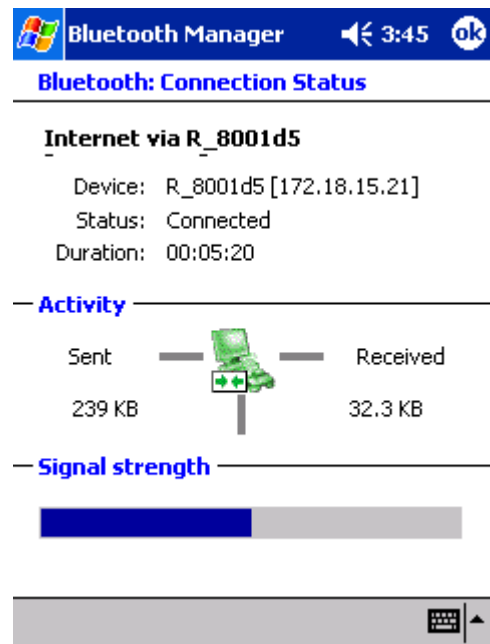 Bluetooth Manager 3:45 ok
Bluetooth: Connection Status
Internet via R_8001d5
Device: R_8001d5 [172.18.15.21]
Status: Connected
Duration: 00:05:20
Activity
Sent Received
239 KB 32.3 KB
Signal strength